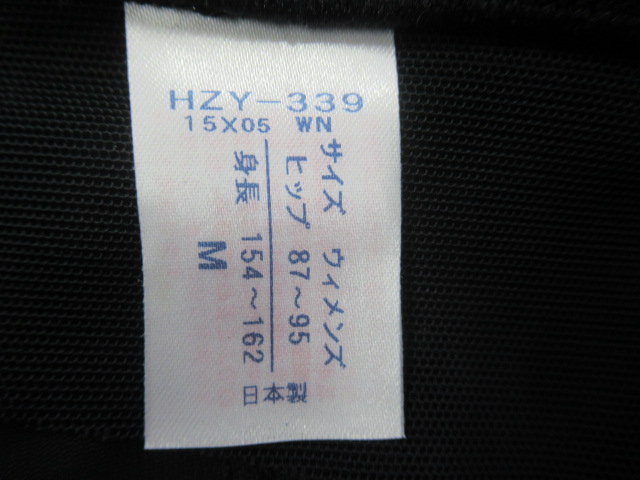 HZY-339
15X05 WN
サイズ ウィメンズ
ヒップ 87～95
身長 154～162
M
日本製